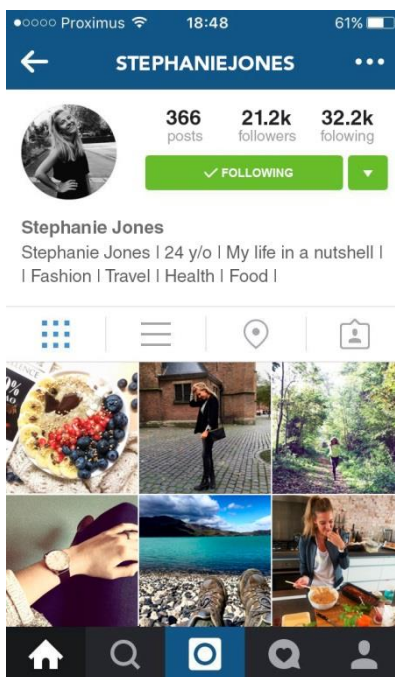 ●○○○○ Proximus 18:48 61%
STEPHANIEJONES
366 21.2k 32.2k
posts followers folowing
✓ FOLLOWING
Stephanie Jones
Stephanie Jones | 24 y/o | My life in a nutshell |
| Fashion | Travel | Health | Food |